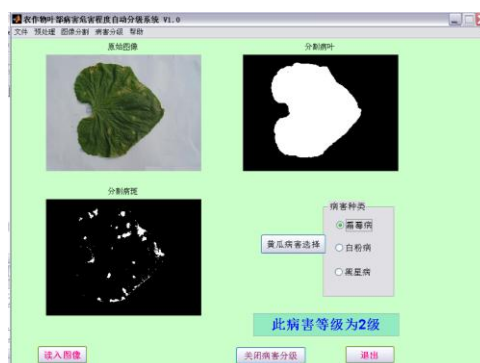 农作物叶部病害危害程度自动分级系统 V1.0
文件 预处理 图像分割 病害分级 帮助
原始图像 分割病叶
分割病斑
病害种类
霜霉病
黄瓜病害选择 白粉病
黑星病
此病害等级为2级
读入图像 关闭病害分级 退出